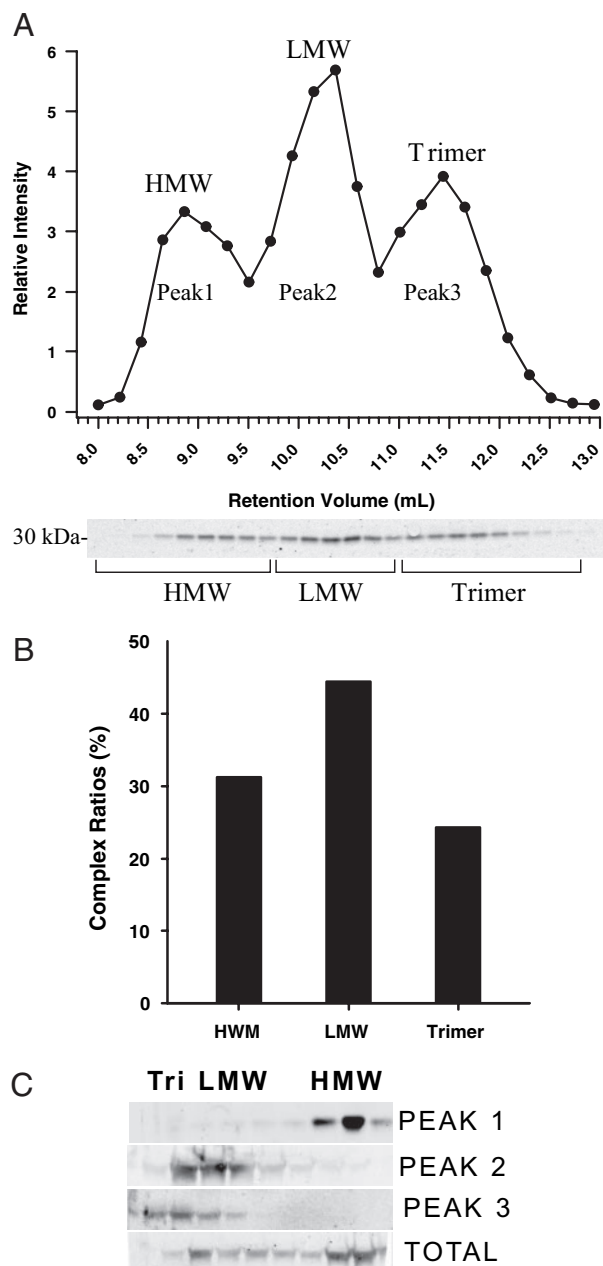 A
6
5
4
3
2
1
0
Relative Intensity
HMW
LMW
Trimer
Peak1
Peak2
Peak3
8.0 8.5 9.0 9.5 10.0 10.5 11.0 11.5 12.0 12.5 13.0
Retention Volume (mL)
30 kDa-
HMW LMW Trimer
B
50
40
30
20
10
0
Complex Ratios (%)
HWM LMW Trimer
C
Tri LMW HMW
PEAK 1
PEAK 2
PEAK 3
TOTAL